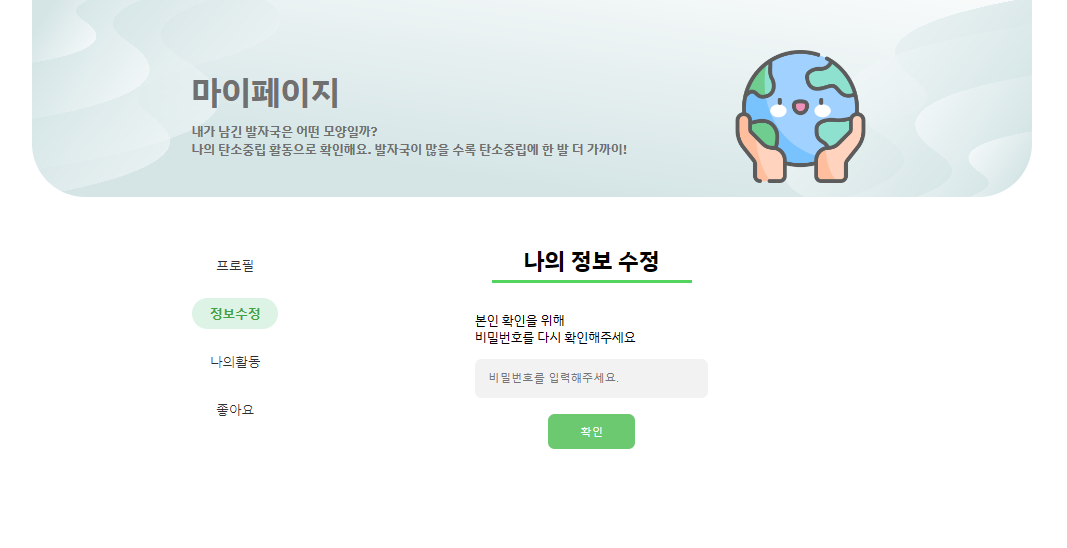 마이페이지
내가 남긴 발자국은 어떤 모양일까?
나의 탄소중립 활동으로 확인해요. 발자국이 많을 수록 탄소중립에 한 발 더 가까이!
프로필
정보수정
나의활동
좋아요
나의 정보 수정
본인 확인을 위해
비밀번호를 다시 확인해주세요
비밀번호를 입력해주세요.
확인